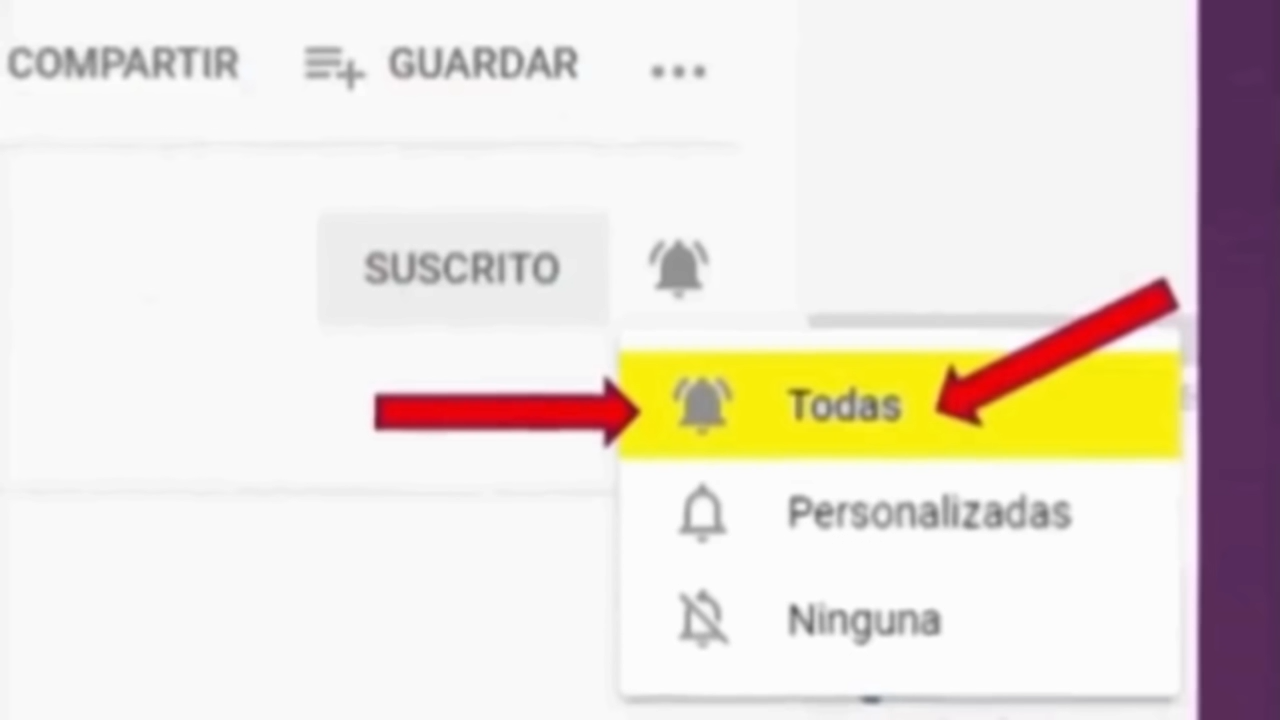 COMPARTIR GUARDAR
SUSCRITO
Todas
Personalizadas
Ninguna